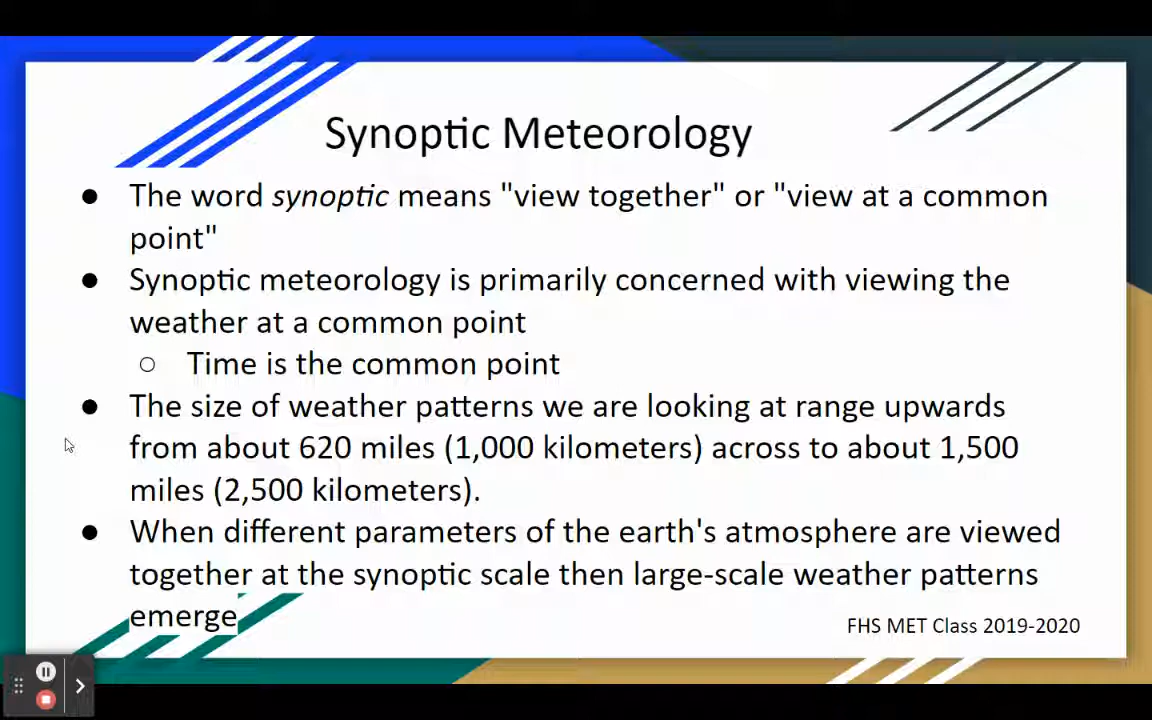 Synoptic Meteorology
● The word synoptic means "view together" or "view at a common
point"
● Synoptic meteorology is primarily concerned with viewing the
weather at a common point
○ Time is the common point
● The size of weather patterns we are looking at range upwards
from about 620 miles (1,000 kilometers) across to about 1,500
miles (2,500 kilometers).
● When different parameters of the earth's atmosphere are viewed
together at the synoptic scale then large-scale weather patterns
emerge
FHS MET Class 2019-2020